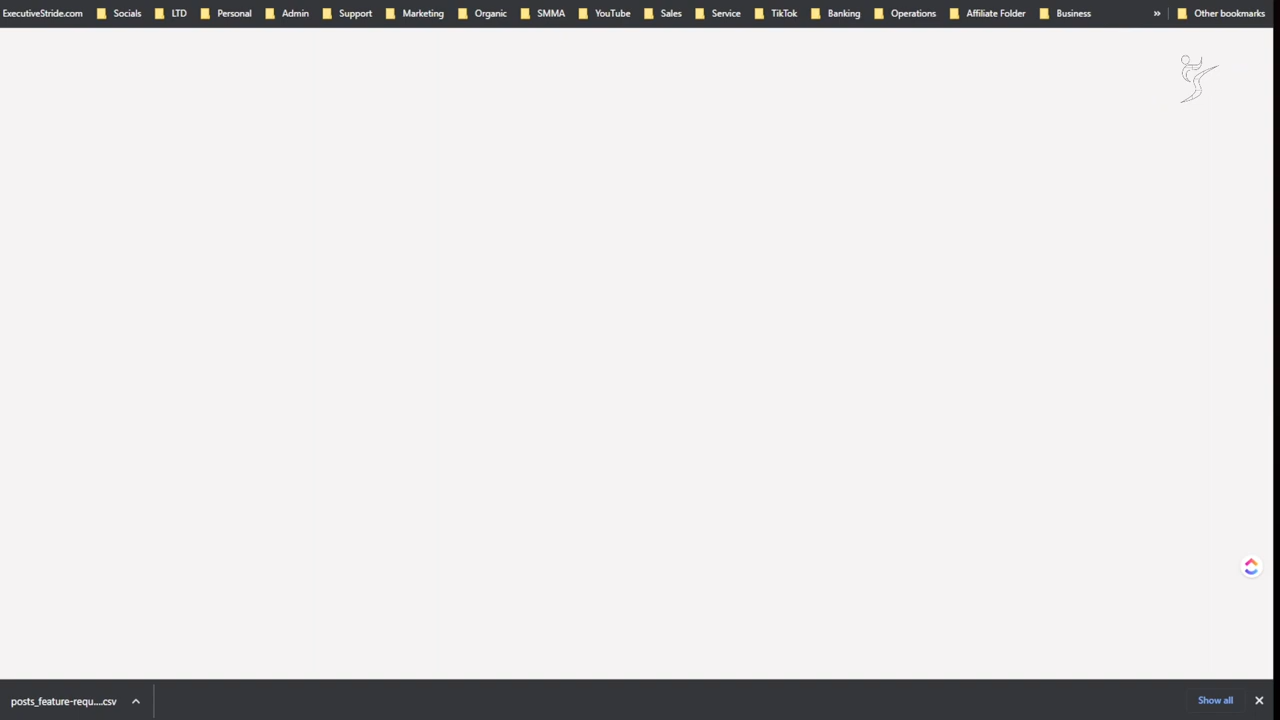 ExecutiveStride.com Socials LTD Personal Admin Support Marketing Organic SMMA YouTube Sales Service TikTok Banking Operations Affiliate Folder Business » Other bookmarks
posts_feature-requ....csv Show all